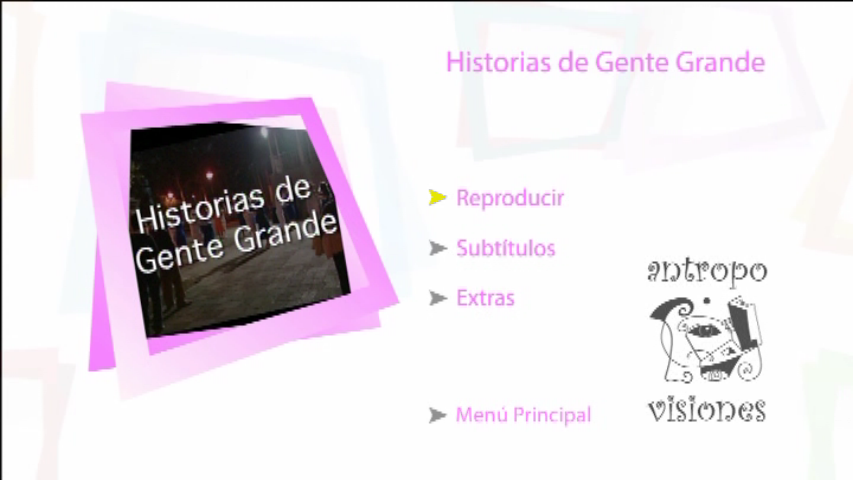 Historias de Gente Grande
Historias de
Gente Grande
Reproducir
Subtítulos
Extras
antropo
visiones
Menú Principal